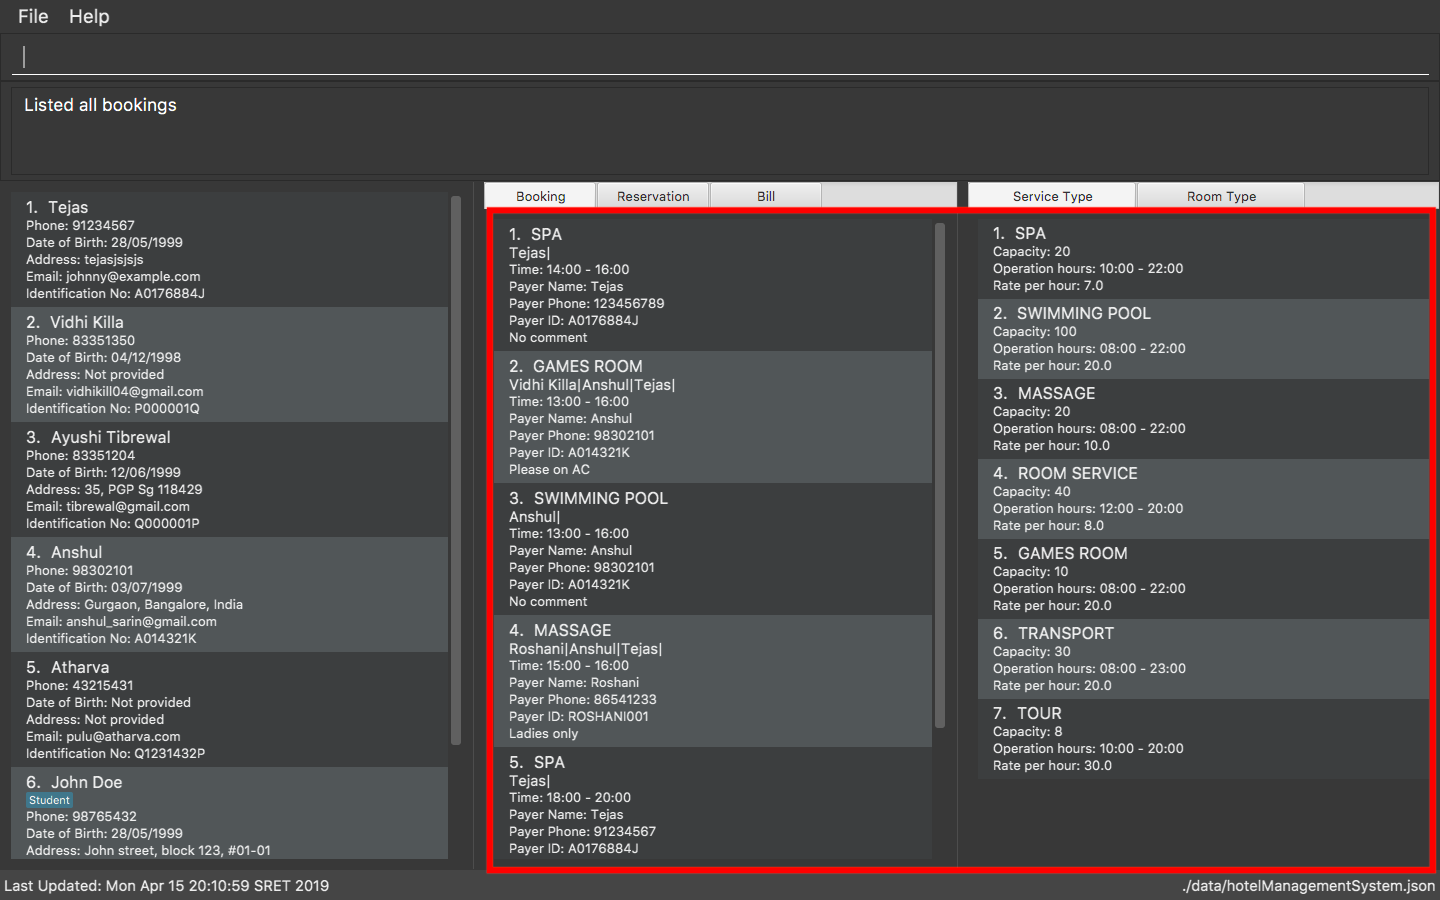 File Help
Listed all bookings
1. Tejas
Phone: 91234567
Date of Birth: 28/05/1999
Address: tejasjsjsjs
Email: johnny@example.com
Identification No: A0176884J
2. Vidhi Killa
Phone: 83351350
Date of Birth: 04/12/1998
Address: Not provided
Email: vidhikill04@gmail.com
Identification No: P000001Q
3. Ayushi Tibrewal
Phone: 83351204
Date of Birth: 12/06/1999
Address: 35, PGP Sg 118429
Email: tibrewal@gmail.com
Identification No: Q000001P
4. Anshul
Phone: 98302101
Date of Birth: 03/07/1999
Address: Gurgaon, Bangalore, India
Email: anshul_sarin@gmail.com
Identification No: A014321K
5. Atharva
Phone: 43215431
Date of Birth: Not provided
Address: Not provided
Email: pulu@atharva.com
Identification No: Q1231432P
6. John Doe
Student
Phone: 98765432
Date of Birth: 28/05/1999
Address: John street, block 123, #01-01
Booking Reservation Bill
1. SPA
Tejas|
Time: 14:00 - 16:00
Payer Name: Tejas
Payer Phone: 123456789
Payer ID: A0176884J
No comment
2. GAMES ROOM
Vidhi Killa|Anshul|Tejas|
Time: 13:00 - 16:00
Payer Name: Anshul
Payer Phone: 98302101
Payer ID: A014321K
Please on AC
3. SWIMMING POOL
Anshul|
Time: 13:00 - 16:00
Payer Name: Anshul
Payer Phone: 98302101
Payer ID: A014321K
No comment
4. MASSAGE
Roshani|Anshul|Tejas|
Time: 15:00 - 16:00
Payer Name: Roshani
Payer Phone: 86541233
Payer ID: ROSHANI001
Ladies only
5. SPA
Tejas|
Time: 18:00 - 20:00
Payer Name: Tejas
Payer Phone: 91234567
Payer ID: A0176884J
Service Type Room Type
1. SPA
Capacity: 20
Operation hours: 10:00 - 22:00
Rate per hour: 7.0
2. SWIMMING POOL
Capacity: 100
Operation hours: 08:00 - 22:00
Rate per hour: 20.0
3. MASSAGE
Capacity: 20
Operation hours: 08:00 - 22:00
Rate per hour: 10.0
4. ROOM SERVICE
Capacity: 40
Operation hours: 12:00 - 20:00
Rate per hour: 8.0
5. GAMES ROOM
Capacity: 10
Operation hours: 08:00 - 22:00
Rate per hour: 20.0
6. TRANSPORT
Capacity: 30
Operation hours: 08:00 - 23:00
Rate per hour: 20.0
7. TOUR
Capacity: 8
Operation hours: 10:00 - 20:00
Rate per hour: 30.0
Last Updated: Mon Apr 15 20:10:59 SRET 2019
./data/hotelManagementSystem.json